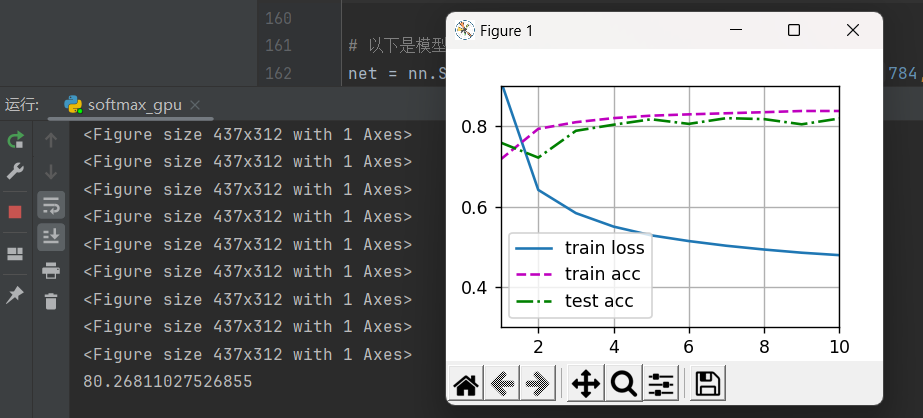 160
161
# 以下是模型
162
net = nn.S
784,
运行:
softmax_gpu
<Figure size 437x312 with 1 Axes>
<Figure size 437x312 with 1 Axes>
<Figure size 437x312 with 1 Axes>
<Figure size 437x312 with 1 Axes>
<Figure size 437x312 with 1 Axes>
<Figure size 437x312 with 1 Axes>
<Figure size 437x312 with 1 Axes>
<Figure size 437x312 with 1 Axes>
<Figure size 437x312 with 1 Axes>
80.26811027526855
Figure 1
0.8
0.6
0.4
train loss
train acc
test acc
2 4 6 8 10